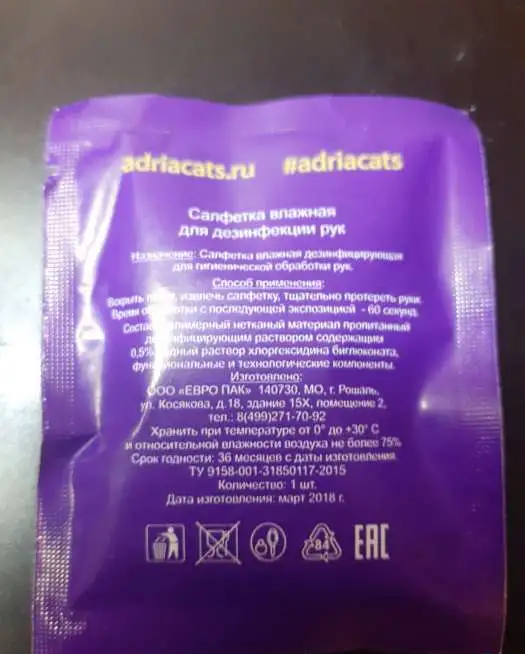 adriacats.ru #adriacats
Салфетка влажная
для дезинфекции рук
Назначение: Салфетка влажная дезинфицирующая
для гигиенической обработки рук.
Способ применения:
Вскрыть извлечь салфетку, тщательно протереть руки.
Время обработки с последующей экспозицией - 60 секунд.
Состав: полимерный нетканый материал пропитанный
дезинфицирующим раствором содержащим
0,5% водный раствор хлоргексидина биглюконата,
функциональные и технологические компоненты.
Изготовлено:
ООО «ЕВРО ПАК» 140730, МО, г. Рошаль,
ул. Косякова, д.18, здание 15Х, помещение 2,
тел.: 8(499)271-70-92
Хранить при температуре от 0° до +30° С
и относительной влажности воздуха не более 75%
Срок годности: 36 месяцев с даты изготовления
ТУ 9158-001-31850117-2015
Количество: 1 шт.
Дата изготовления: март 2018 г.
84 EAC